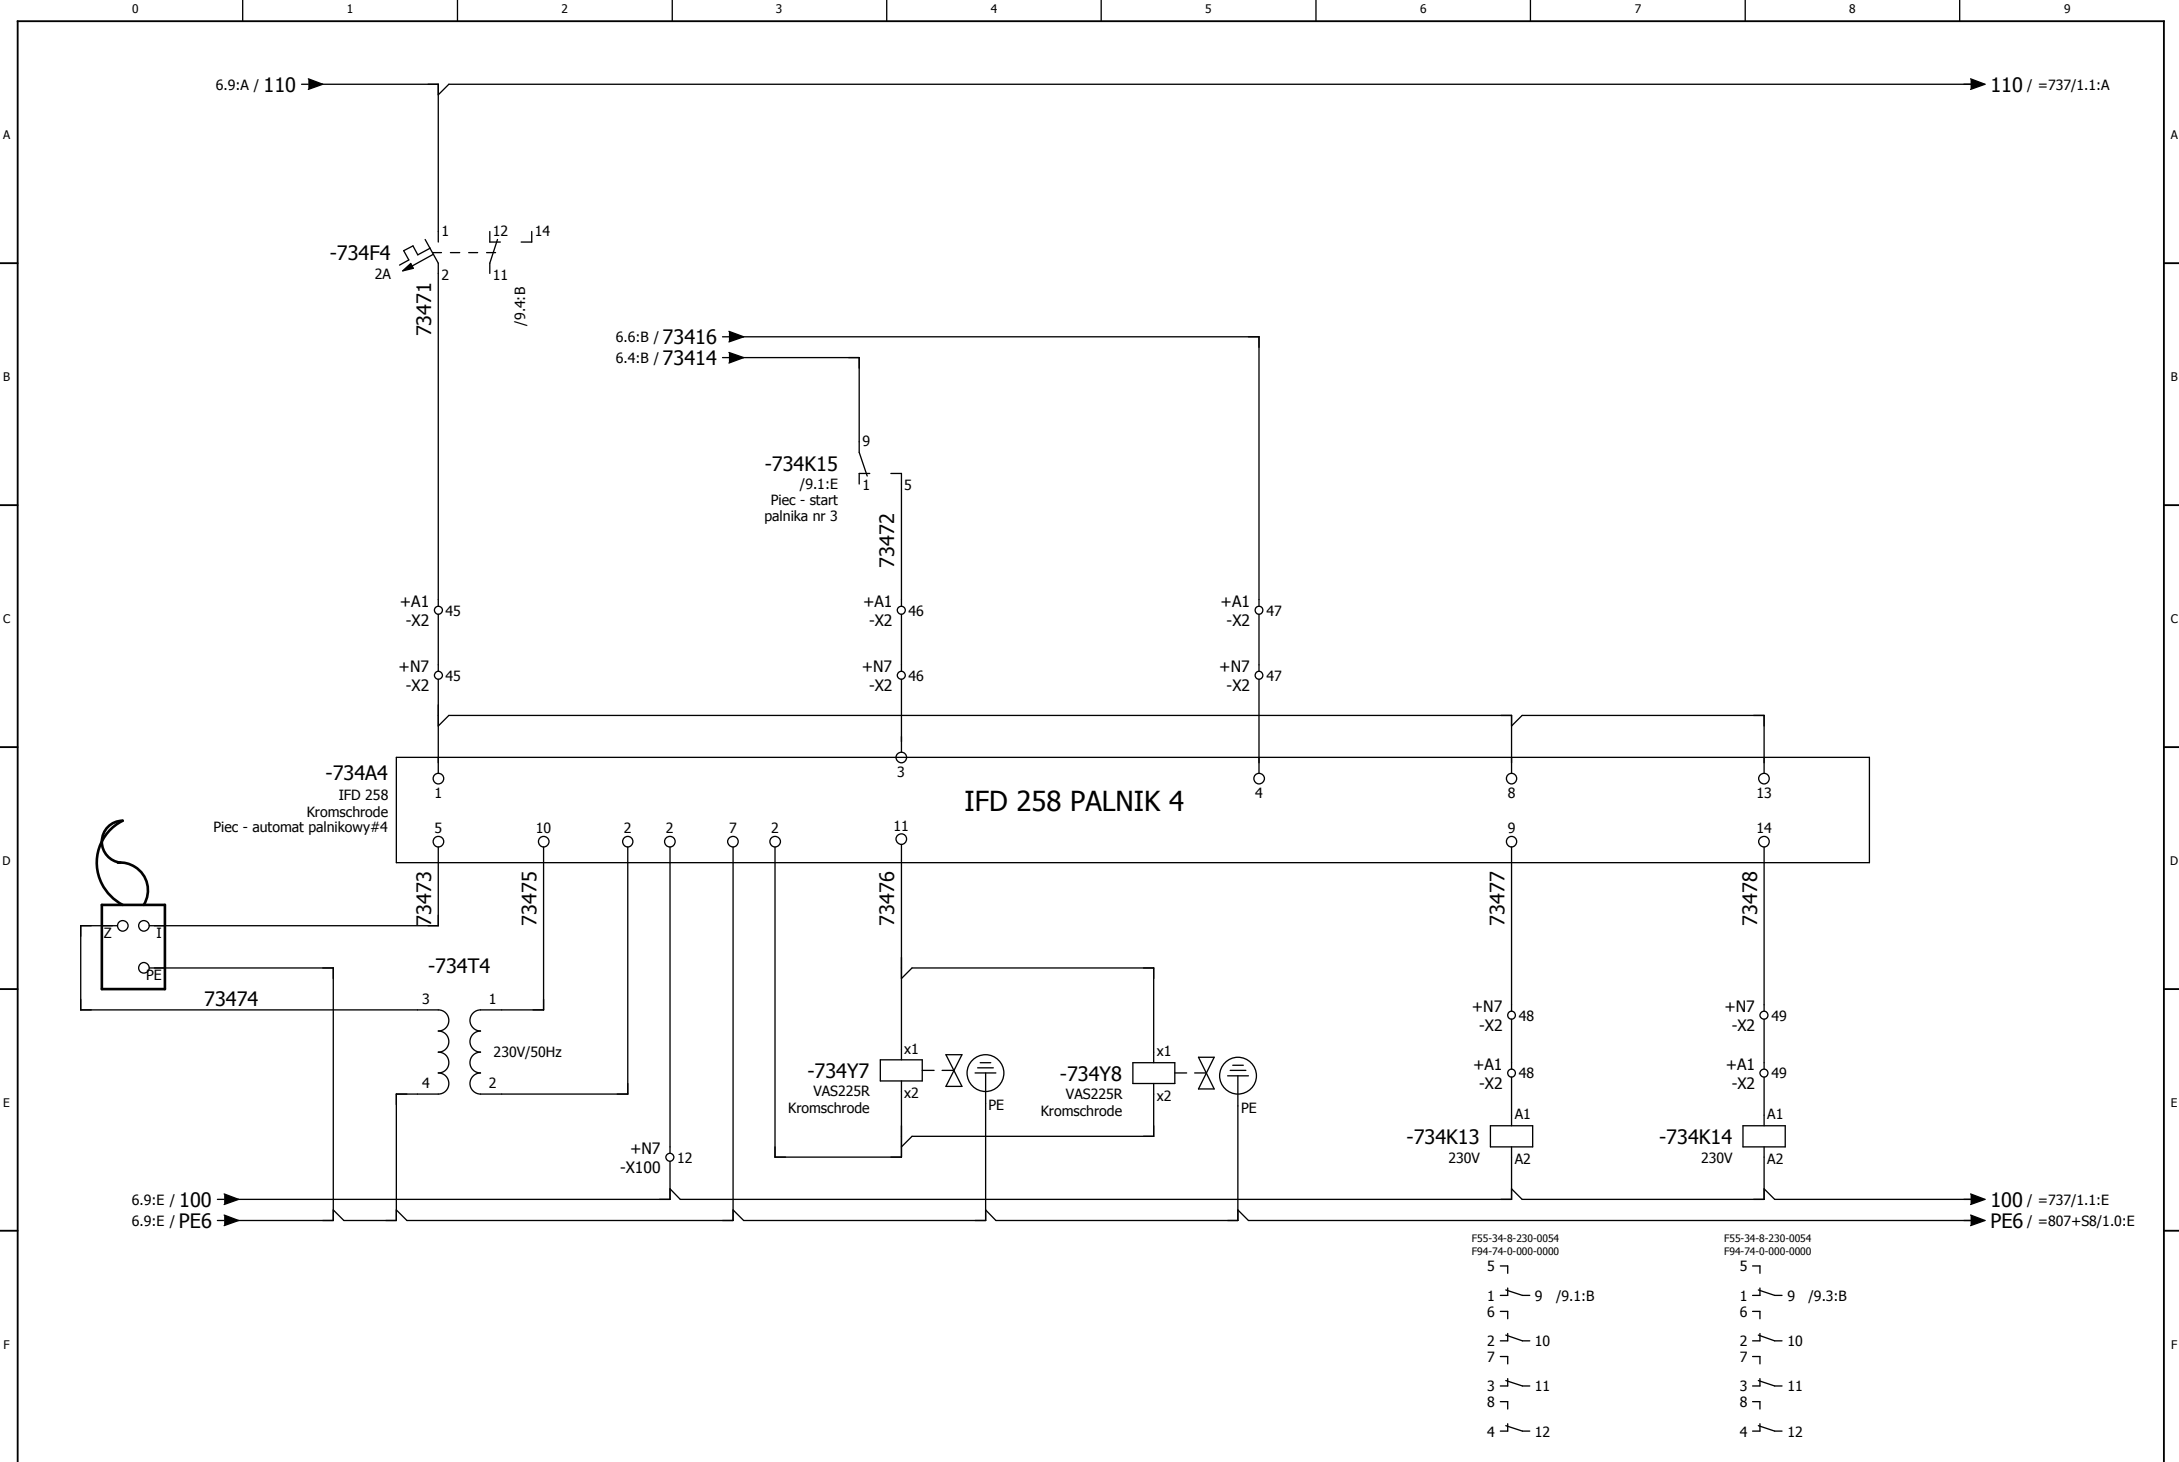 0 1 2 3 4 5 6 7 8 9
6.9:A / 110
110 / =737/1.1:A
A A
-734F4
2A
1
2
12 14
11
/9.4:B
73471
6.6:B / 73416
6.4:B / 73414
B B
9
-734K15
/9.1:E
Piec - start
palnika nr 3
1 5
73472
+A1
-X2
45
+A1
-X2
46
+A1
-X2
47
C C
+N7
-X2
45
+N7
-X2
46
+N7
-X2
47
-734A4
IFD 258
Kromschrode
Piec - automat palnikowy#4
1 3 4 8 13
IFD 258 PALNIK 4
5 10 2 2 7 2 11 9 14
D D
73473
73475
73476
73477
73478
Z I
PE
-734T4
73474
3 1
230V/50Hz
4 2
+N7
-X2
48
+N7
-X2
49
+A1
-X2
48
+A1
-X2
49
-734Y7
VAS225R
Kromschrode
x1
x2
PE
-734Y8
VAS225R
Kromschrode
x1
x2
PE
E E
-734K13
230V
A1
A2
-734K14
230V
A1
A2
+N7
-X100
12
6.9:E / 100
6.9:E / PE6
100 / =737/1.1:E
PE6 / =807+S8/1.0:E
F55-34-8-230-0054
F94-74-0-000-0000
5
1 9 /9.1:B
6
2 10
7
3 11
8
4 12
F55-34-8-230-0054
F94-74-0-000-0000
5
1 9 /9.3:B
6
2 10
7
3 11
8
4 12
F F